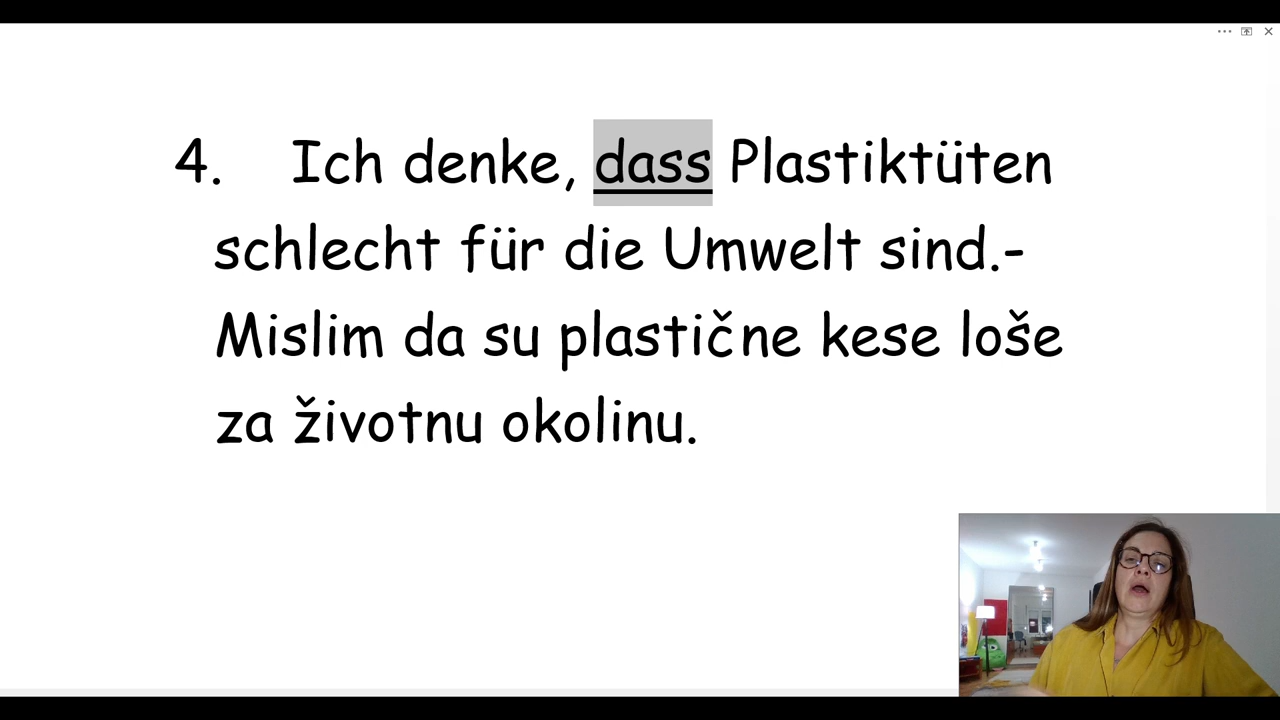 4. Ich denke, dass Plastiktüten
schlecht für die Umwelt sind.-
Mislim da su plastične kese loše
za životnu okolinu.